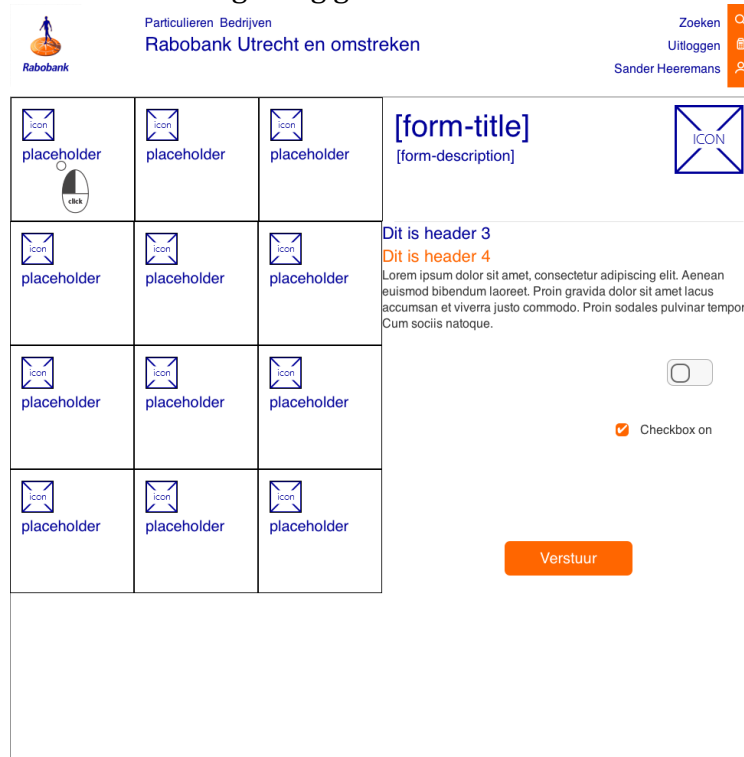 Particulieren Bedrijven
Rabobank Utrecht en omstreken
Zoeken
Uitloggen
Sander Heeremans
Rabobank
icon
placeholder
click
icon
placeholder
icon
placeholder
[form-title]
[form-description]
ICON
icon
placeholder
icon
placeholder
icon
placeholder
Dit is header 3
Dit is header 4
Lorem ipsum dolor sit amet, consectetur adipiscing elit. Aenean
euismod bibendum laoreet. Proin gravida dolor sit amet lacus
accumsan et viverra justo commodo. Proin sodales pulvinar tempor.
Cum sociis natoque.
icon
placeholder
icon
placeholder
icon
placeholder
Checkbox on
icon
placeholder
icon
placeholder
icon
placeholder
Verstuur